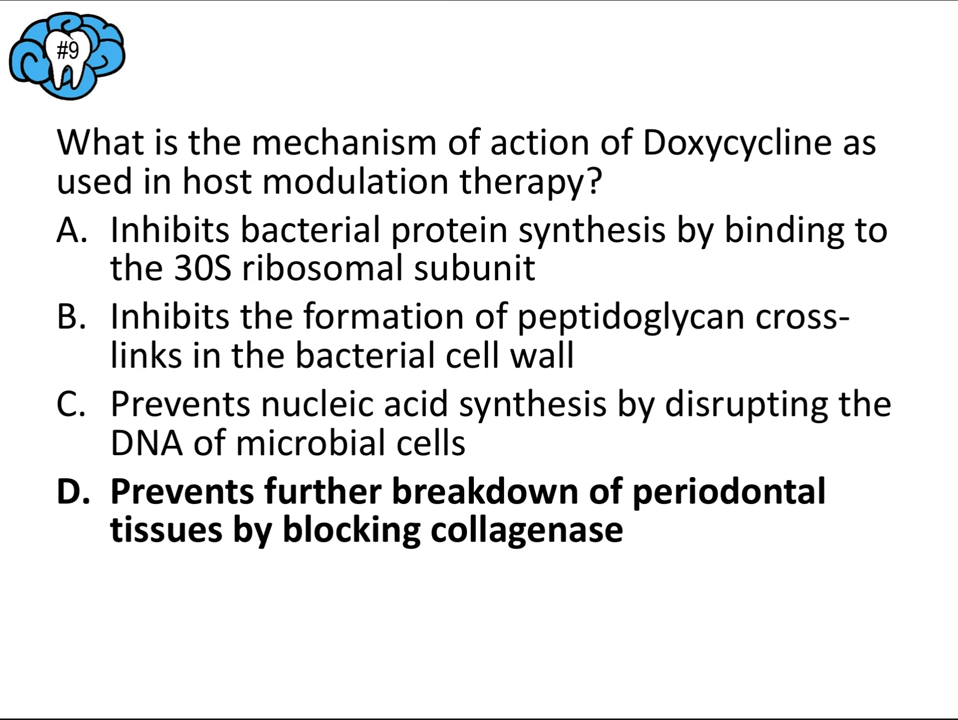 #9
What is the mechanism of action of Doxycycline as
used in host modulation therapy?
A. Inhibits bacterial protein synthesis by binding to
the 30S ribosomal subunit
B. Inhibits the formation of peptidoglycan cross-
links in the bacterial cell wall
C. Prevents nucleic acid synthesis by disrupting the
DNA of microbial cells
D. Prevents further breakdown of periodontal
tissues by blocking collagenase